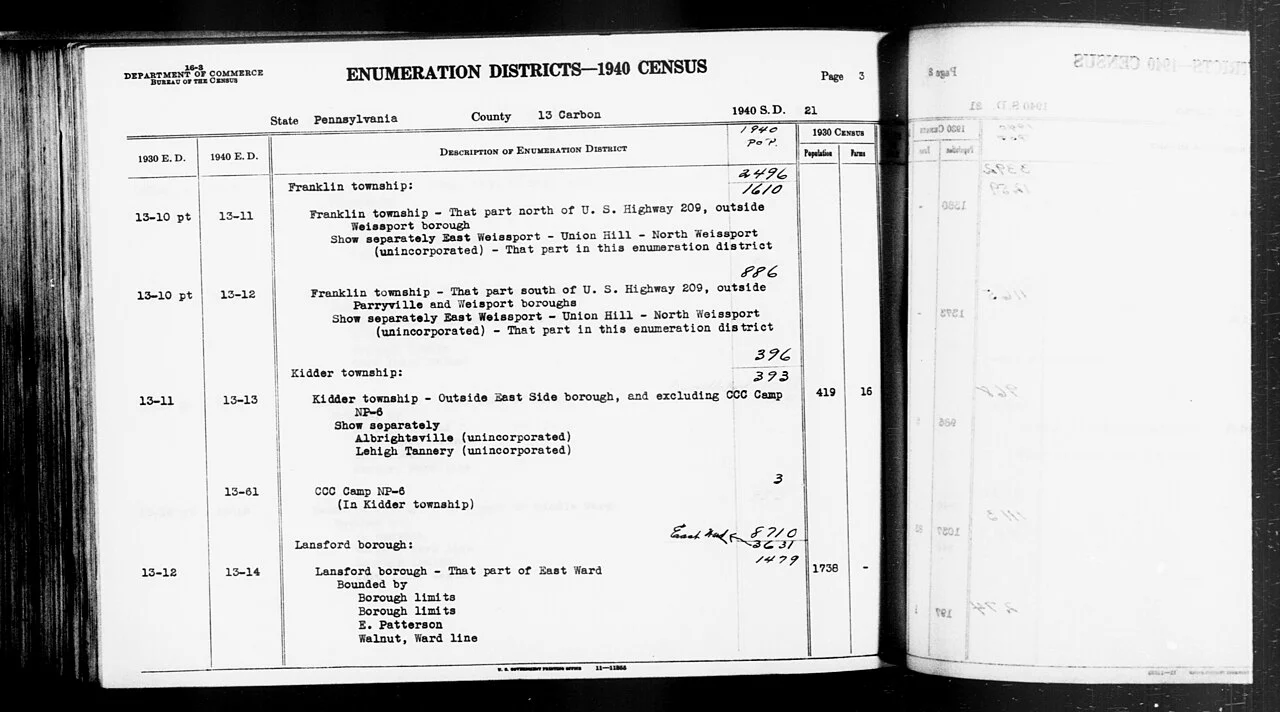 16-3
DEPARTMENT OF COMMERCE
BUREAU OF THE CENSUS
ENUMERATION DISTRICTS—1940 CENSUS
Page 3
State Pennsylvania County 13 Carbon 1940 S. D. 21
1930 E. D. 1940 E. D. DESCRIPTION OF ENUMERATION DISTRICT 1940 POP. 1930 CENSUS
Population Farms
2496
Franklin township:
1610
13-10 pt 13-11 Franklin township - That part north of U. S. Highway 209, outside
Weissport borough
Show separately East Weissport - Union Hill - North Weissport
(unincorporated) - That part in this enumeration district
886
13-10 pt 13-12 Franklin township - That part south of U. S. Highway 209, outside
Parryville and Weisport boroughs
Show separately East Weissport - Union Hill - North Weissport
(unincorporated) - That part in this enumeration district
396
Kidder township:
393
13-11 13-13 Kidder township - Outside East Side borough, and excluding CCC Camp 419 16
NP-6
Show separately
Albrightsville (unincorporated)
Lehigh Tannery (unincorporated)
3
13-61 CCC Camp NP-6
(In Kidder township)
East Ward 8710
Lansford borough: 3631
1479
13-12 13-14 Lansford borough - That part of East Ward 1738 -
Bounded by
Borough limits
Borough limits
E. Patterson
Walnut, Ward line
U. S. GOVERNMENT PRINTING OFFICE